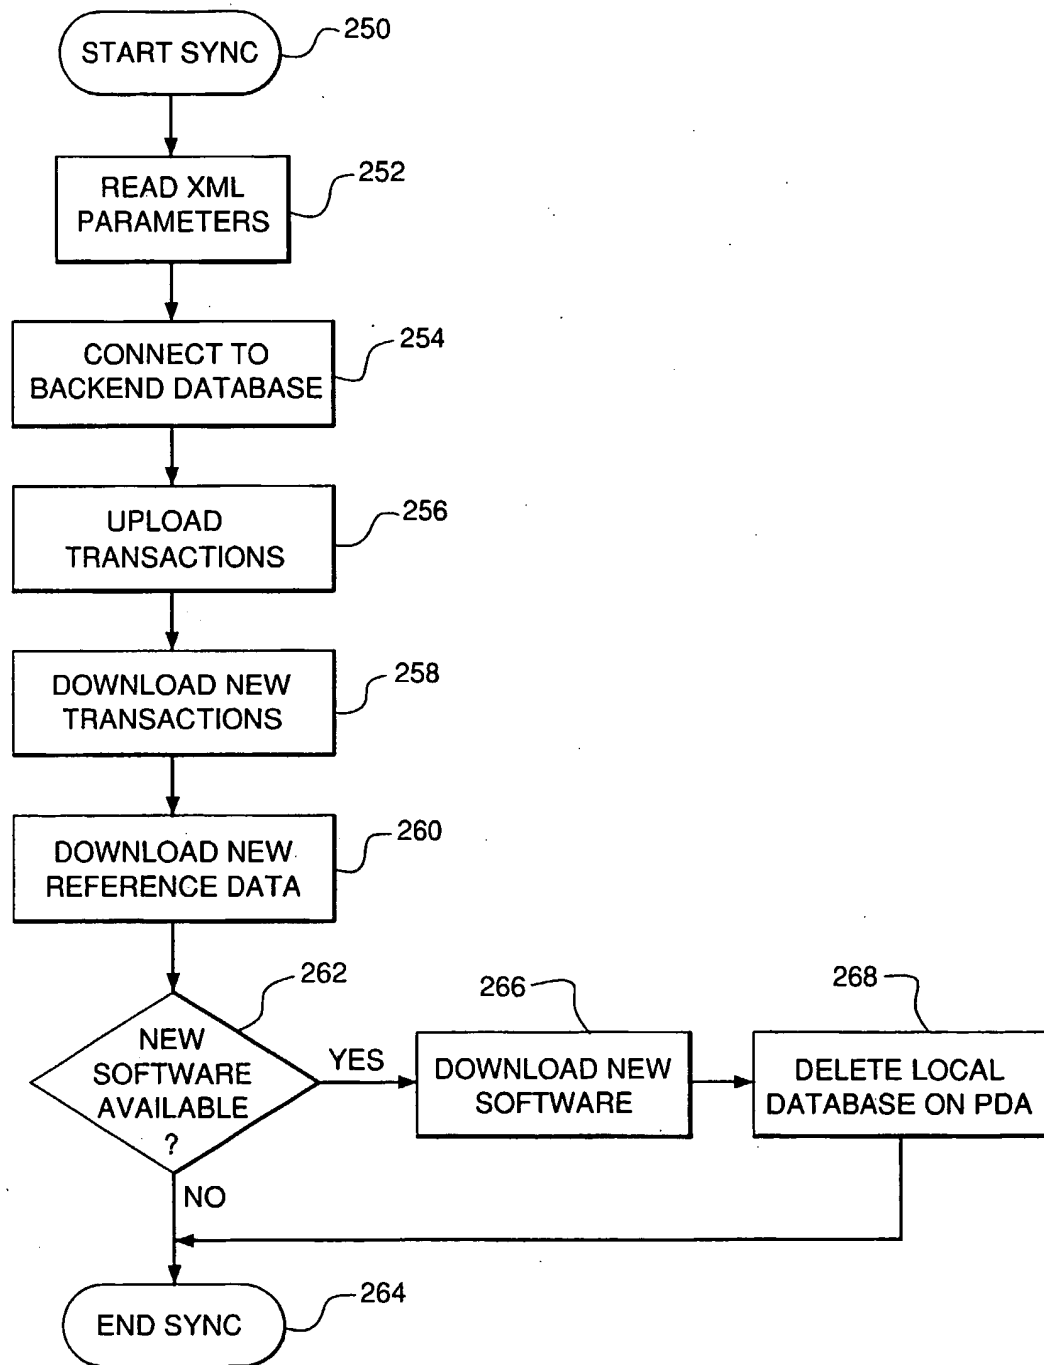 START SYNC
250
READ XML
PARAMETERS
252
CONNECT TO
BACKEND DATABASE
254
UPLOAD
TRANSACTIONS
256
DOWNLOAD NEW
TRANSACTIONS
258
DOWNLOAD NEW
REFERENCE DATA
260
NEW
SOFTWARE
AVAILABLE
?
262
YES
DOWNLOAD NEW
SOFTWARE
266
DELETE LOCAL
DATABASE ON PDA
268
NO
END SYNC
264